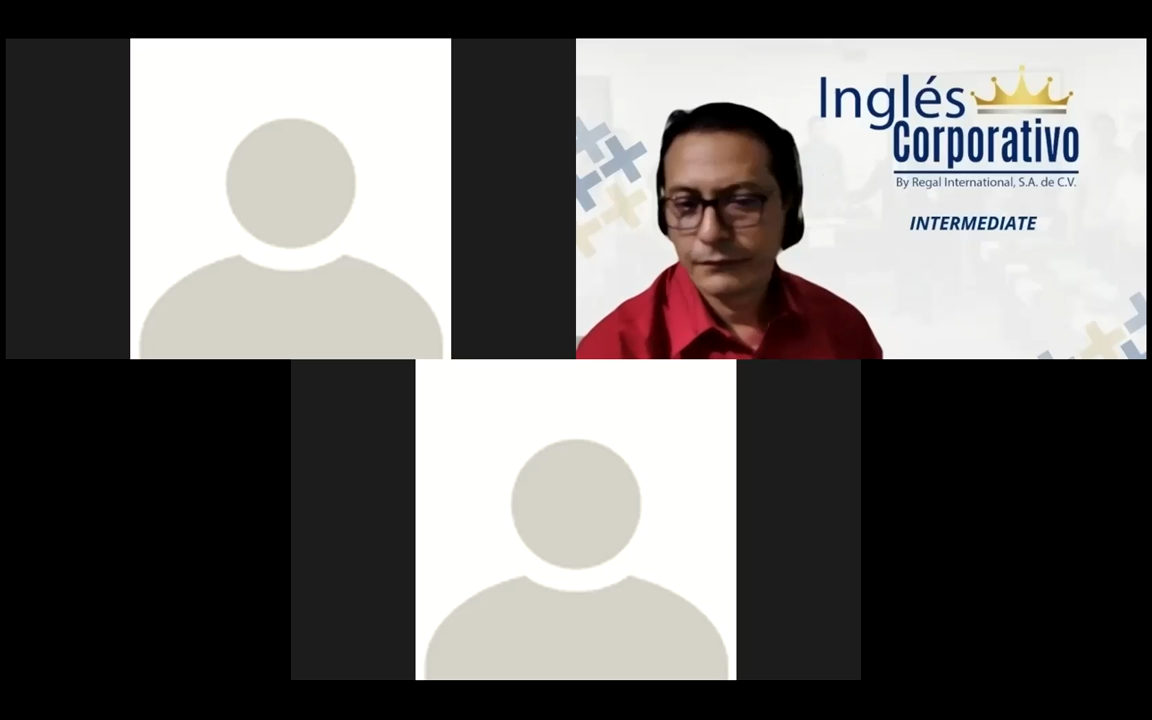 Inglés
Corporativo
By Regal International, S.A. de C.V.
INTERMEDIATE